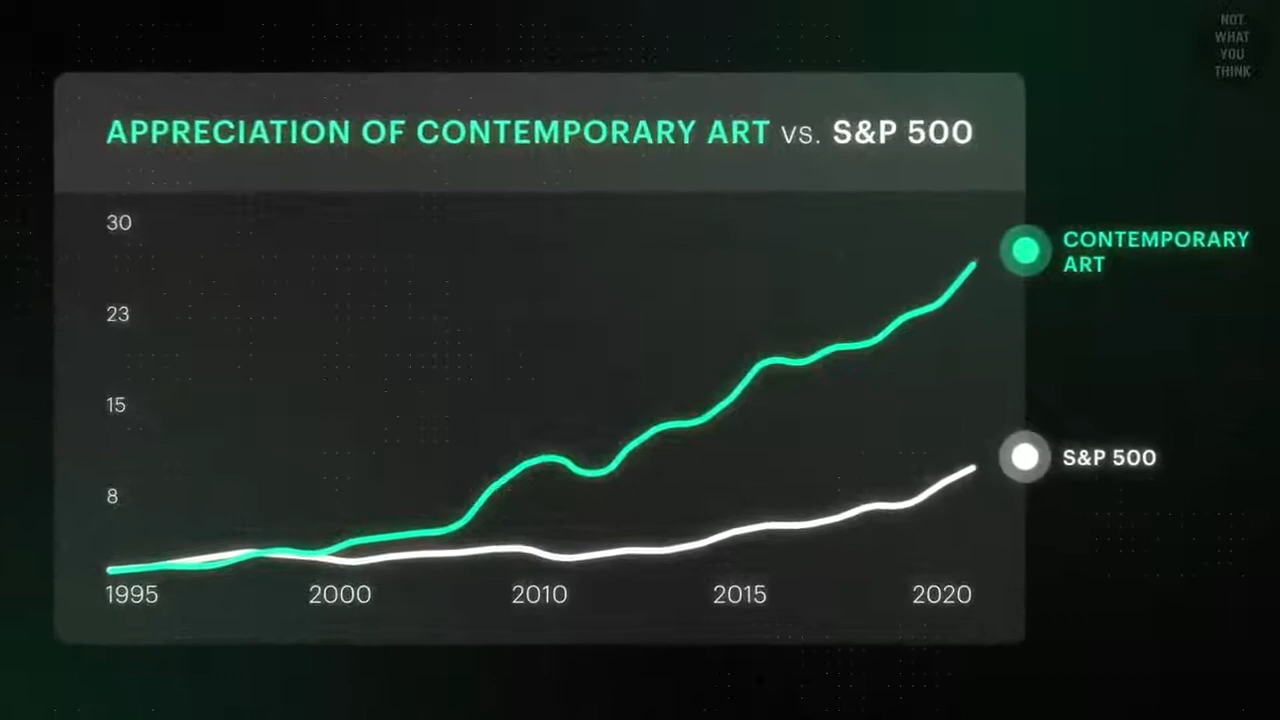 NOT
WHAT
YOU
THINK
APPRECIATION OF CONTEMPORARY ART VS. S&P 500
30
23
15
8
1995 2000 2010 2015 2020
CONTEMPORARY
ART
S&P 500